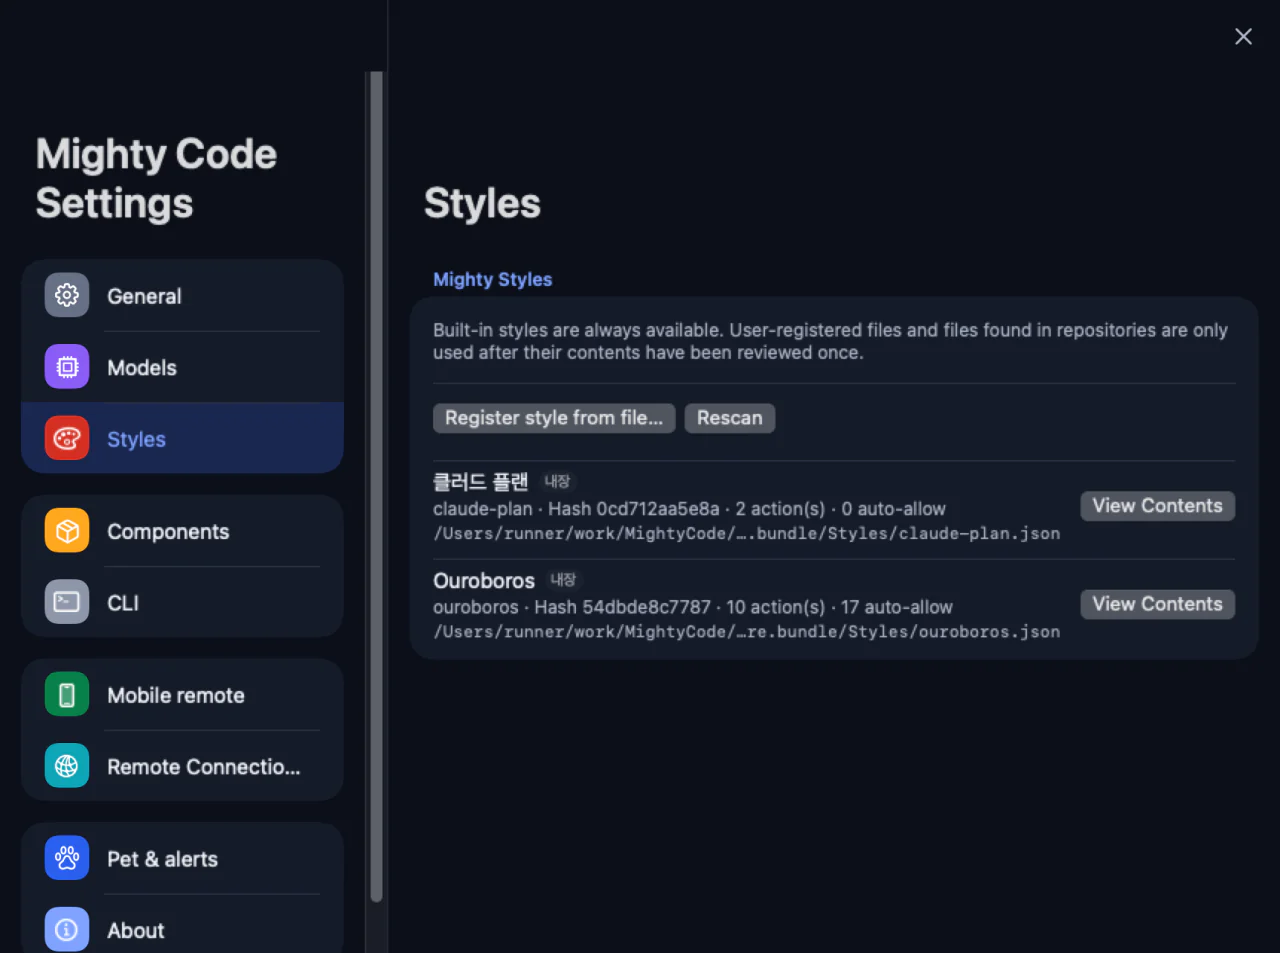 Mighty Code
Settings
General
Models
Styles
Components
CLI
Mobile remote
Remote Connectio...
Pet & alerts
About
Styles
Mighty Styles
Built-in styles are always available. User-registered files and files found in repositories are only
used after their contents have been reviewed once.
Register style from file...
Rescan
클러드 플랜 내장
claude-plan · Hash 0cd712aa5e8a · 2 action(s) · 0 auto-allow
/Users/runner/work/MightyCode/….bundle/Styles/claude-plan.json
View Contents
Ouroboros 내장
ouroboros · Hash 54dbde8c7787 · 10 action(s) · 17 auto-allow
/Users/runner/work/MightyCode/…re.bundle/Styles/ouroboros.json
View Contents